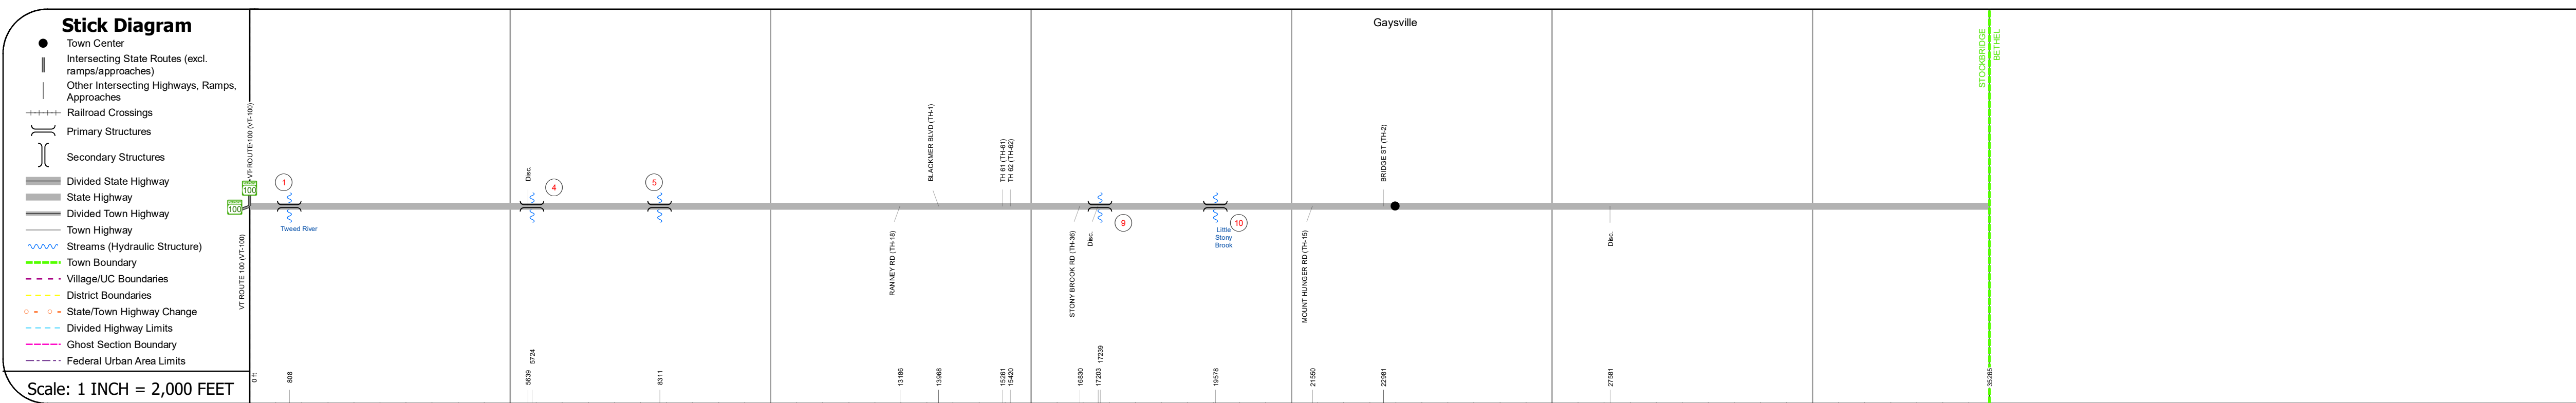 Stick Diagram
Town Center
Intersecting State Routes (excl.
ramps/approaches)
Other Intersecting Highways, Ramps,
Approaches
Railroad Crossings
Primary Structures
Secondary Structures
Divided State Highway
State Highway
Divided Town Highway
Town Highway
Streams (Hydraulic Structure)
Town Boundary
Village/UC Boundaries
District Boundaries
State/Town Highway Change
Divided Highway Limits
Ghost Section Boundary
Federal Urban Area Limits
Scale: 1 INCH = 2,000 FEET
Gaysville
STOCKBRIDGE
BETHEL
VT ROUTE 100 (VT-100)
100
100
VT ROUTE 100 (VT-100)
1
Tweed River
Disc.
4
5
RANNEY RD (TH-18)
BLACKMER BLVD (TH-1)
TH 61 (TH-61)
TH 62 (TH-62)
STONY BROOK RD (TH-36)
Disc.
9
10
Little
Stony
Brook
MOUNT HUNGER RD (TH-15)
BRIDGE ST (TH-2)
Disc.
0 ft
808
5639
5724
8311
13186
13968
15261
15420
16830
17203
17239
19578
21550
22981
27581
35265